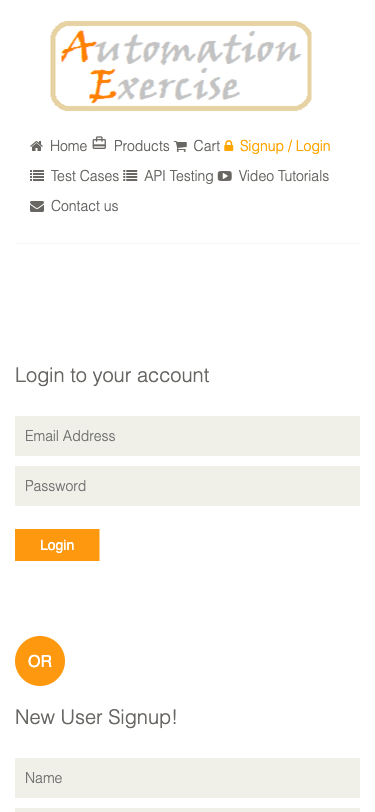 Automation
Exercise
Home Products Cart Signup / Login
Test Cases API Testing Video Tutorials
Contact us
Login to your account
Email Address
Password
Login
OR
New User Signup!
Name